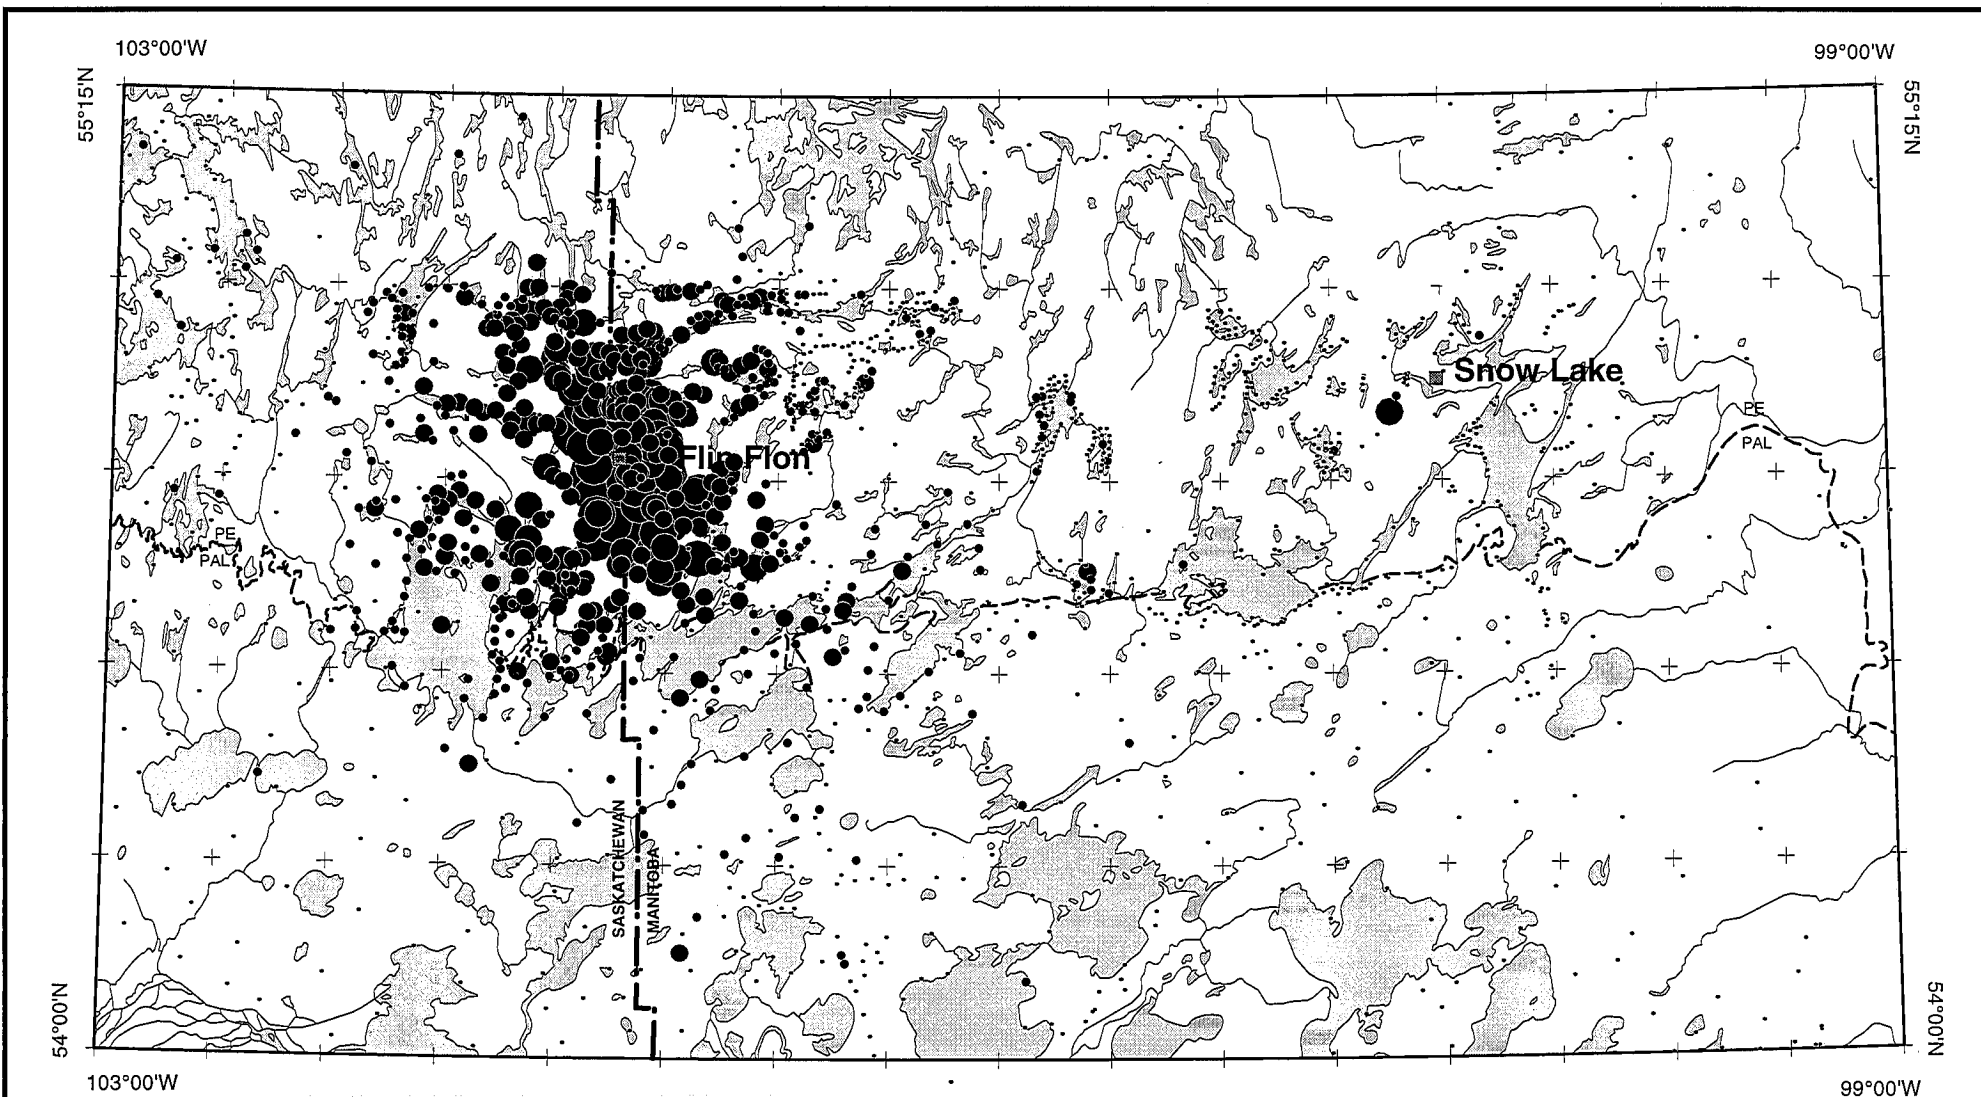 103°00'W
99°00'W
55°15'N
55°15'N
Snow Lake
PE
PAL
Flin Flon
PE
PAL
SASKATCHEWAN
MANITOBA
54°00'N
54°00'N
103°00'W
99°00'W